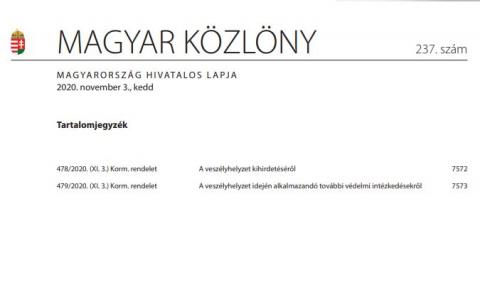 MAGYAR KÖZLÖNY 237. szám
MAGYARORSZÁG HIVATALOS LAPJA
2020. november 3., kedd
Tartalomjegyzék
478/2020. (XI. 3.) Korm. rendelet A veszélyhelyzet kihirdetéséről 7572
479/2020. (XI. 3.) Korm. rendelet A veszélyhelyzet idején alkalmazandó további védelmi intézkedésekről 7573